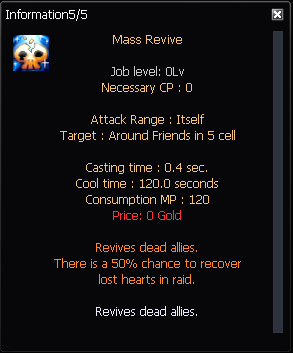 Information5/5
Mass Revive
Job level: 0Lv
Necessary CP : 0
Attack Range : Itself
Target : Around Friends in 5 cell
Casting time : 0.4 sec.
Cool time : 120.0 seconds
Consumption MP : 120
Price: 0 Gold
Revives dead allies.
There is a 50% chance to recover
lost hearts in raid.
Revives dead allies.